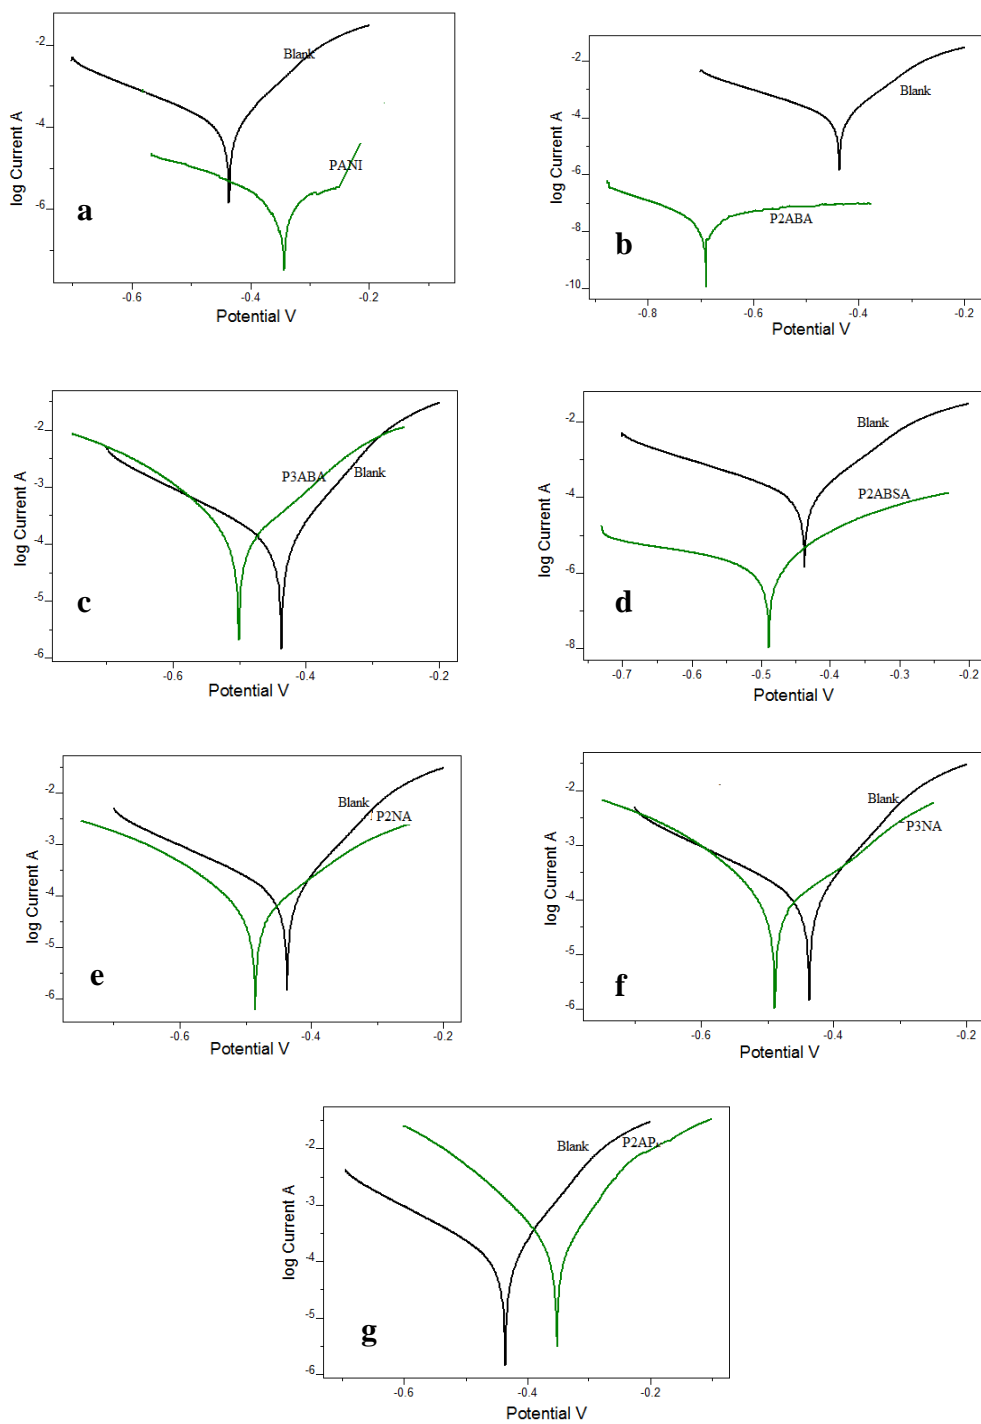 -2
-4
-6
log Current A
Blank
PANI
a
-0.6
-0.4
-0.2
Potential V
-2
-4
-6
-8
-10
log Current A
Blank
P2ABA
b
-0.8
-0.6
-0.4
-0.2
Potential V
-2
-3
-4
-5
-6
log Current A
P3ABA
Blank
c
-0.6
-0.4
-0.2
Potential V
-2
-4
-6
-8
log Current A
Blank
P2ABSA
d
-0.7
-0.6
-0.5
-0.4
-0.3
-0.2
Potential V
-2
-3
-4
-5
-6
log Current A
Blank
P2NA
e
-0.6
-0.4
-0.2
Potential V
-2
-3
-4
-5
-6
log Current A
Blank
P3NA
f
-0.6
-0.4
-0.2
Potential V
-2
-3
-4
-5
-6
log Current A
Blank
P2AP
g
-0.6
-0.4
-0.2
Potential V